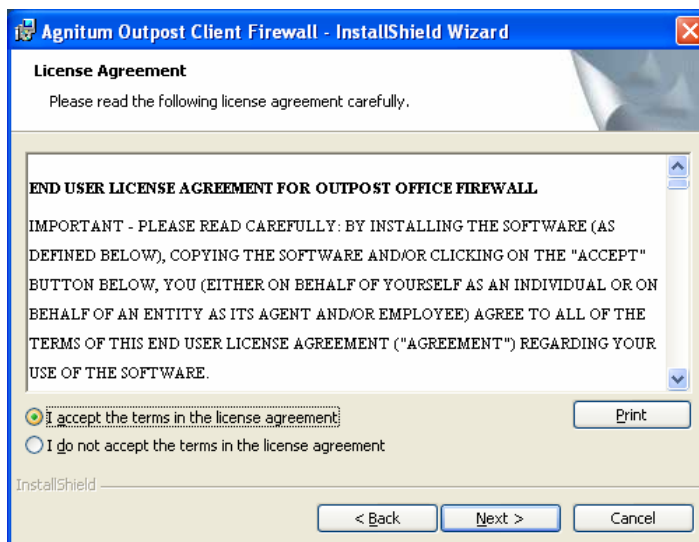 Agnitum Outpost Client Firewall - InstallShield Wizard
License Agreement
Please read the following license agreement carefully.
END USER LICENSE AGREEMENT FOR OUTPOST OFFICE FIREWALL
IMPORTANT - PLEASE READ CAREFULLY: BY INSTALLING THE SOFTWARE (AS
DEFINED BELOW), COPYING THE SOFTWARE AND/OR CLICKING ON THE "ACCEPT"
BUTTON BELOW, YOU (EITHER ON BEHALF OF YOURSELF AS AN INDIVIDUAL OR ON
BEHALF OF AN ENTITY AS ITS AGENT AND/OR EMPLOYEE) AGREE TO ALL OF THE
TERMS OF THIS END USER LICENSE AGREEMENT ("AGREEMENT") REGARDING YOUR
USE OF THE SOFTWARE.
I accept the terms in the license agreement
Print
I do not accept the terms in the license agreement
InstallShield
< Back
Next >
Cancel